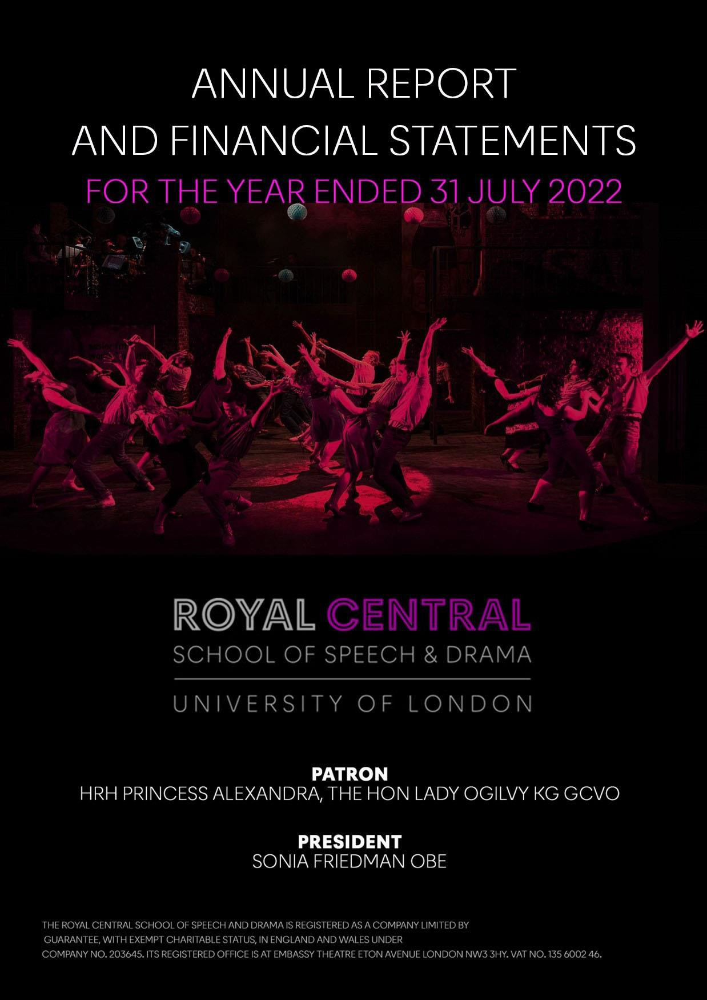 ANNUAL REPORT
AND FINANCIAL STATEMENTS
FOR THE YEAR ENDED 31 JULY 2022
ROYAL CENTRAL
SCHOOL OF SPEECH & DRAMA
UNIVERSITY OF LONDON
PATRON
HRH PRINCESS ALEXANDRA, THE HON LADY OGILVY KG GCVO
PRESIDENT
SONIA FRIEDMAN OBE
THE ROYAL CENTRAL SCHOOL OF SPEECH AND DRAMA IS REGISTERED AS A COMPANY LIMITED BY
GUARANTEE, WITH EXEMPT CHARITABLE STATUS, IN ENGLAND AND WALES UNDER
COMPANY NO. 203645. ITS REGISTERED OFFICE IS AT EMBASSY THEATRE ETON AVENUE LONDON NW3 3HY. VAT NO. 135 6002 46.